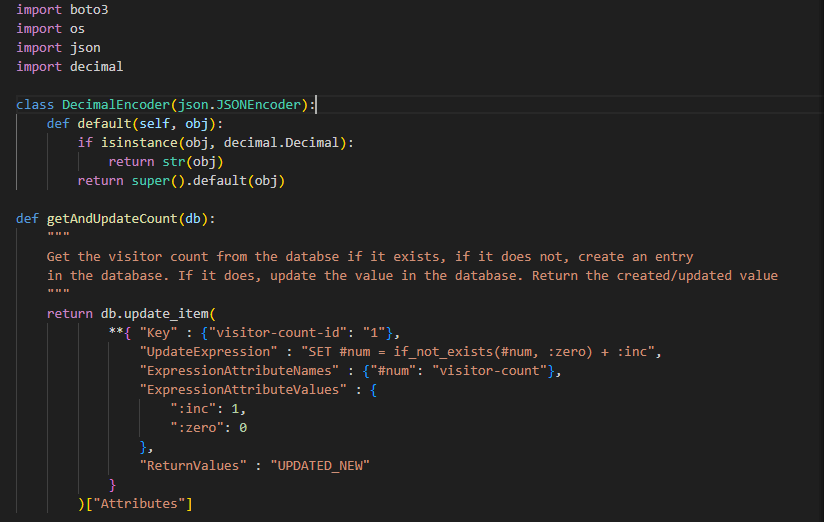 import boto3
import os
import json
import decimal
class DecimalEncoder(json.JSONEncoder):
    def default(self, obj):
        if isinstance(obj, decimal.Decimal):
            return str(obj)
        return super().default(obj)
def getAndUpdateCount(db):
    """
    Get the visitor count from the databse if it exists, if it does not, create an entry
    in the database. If it does, update the value in the database. Return the created/updated value
    """
    return db.update_item(
            **{ "Key" : {"visitor-count-id": "1"},
                "UpdateExpression" : "SET #num = if_not_exists(#num, :zero) + :inc",
                "ExpressionAttributeNames" : {"#num": "visitor-count"},
                "ExpressionAttributeValues" : {
                    ":inc": 1,
                    ":zero": 0
                },
                "ReturnValues" : "UPDATED_NEW"
            }
        )["Attributes"]